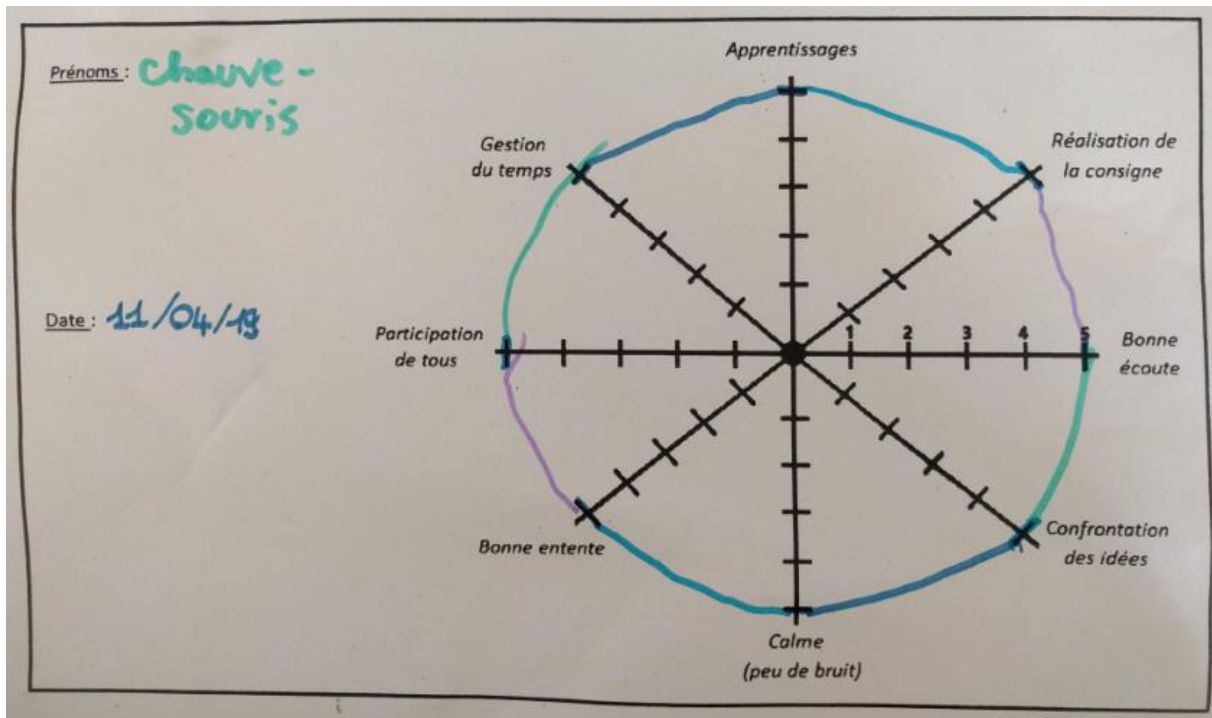 Prénoms : Chauve -
souris
Date : 11/04/19
Apprentissages
Réalisation de
la consigne
Bonne
écoute
Confrontation
des idées
Calme
(peu de bruit)
Bonne entente
Participation
de tous
Gestion
du temps
1 2 3 4 5